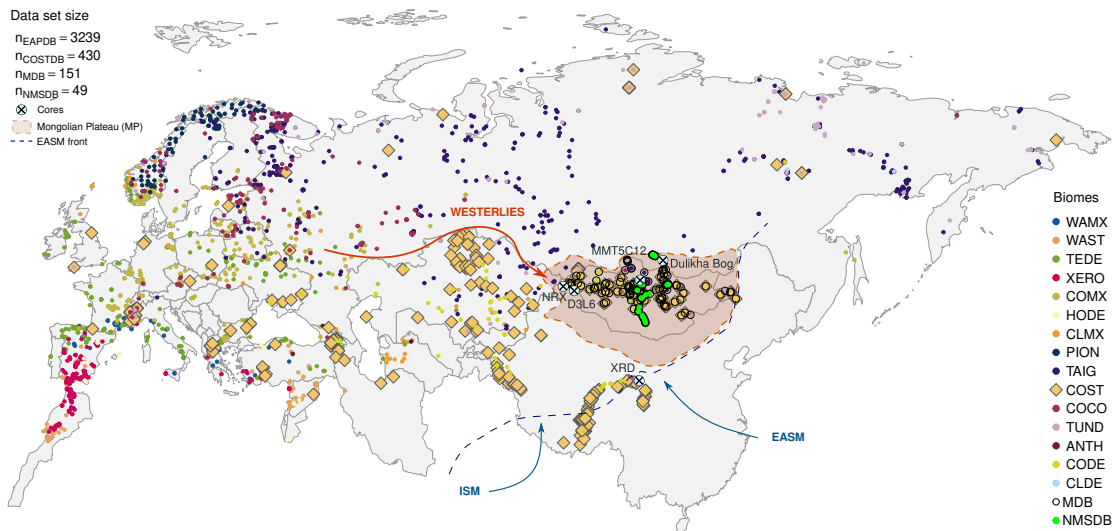 Data set size
nEAPDB = 3239
nCOSTDB = 430
nMDB = 151
nNMSDB = 49
Cores
Mongolian Plateau (MP)
EASM front
WESTERLIES
MMT5C12
Dulikha Bog
NRX
D3L6
XRD
EASM
ISM
Biomes
WAMX
WAST
TEDE
XERO
COMX
HODE
CLMX
PION
TAIG
COST
COCO
TUND
ANTH
CODE
CLDE
MDB
NMSDB